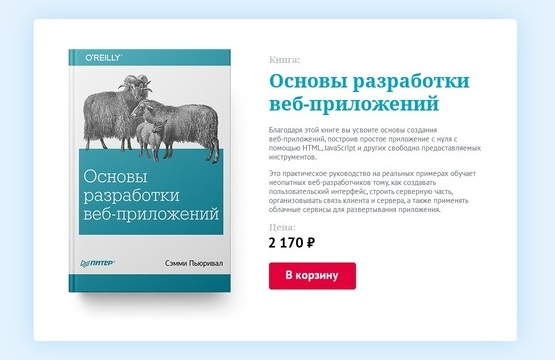 O'REILLY
Основы
разработки
веб-приложений
ПИТЕР
Сэмми Пьюривал
Книга:
Основы разработки
веб-приложений
Благодаря этой книге вы усвоите основы создания
веб-приложений, построив простое приложение с нуля с
помощью HTML, JavaScript и других свободно предоставляемых
инструментов.
Это практическое руководство на реальных примерах обучает
неопытных веб-разработчиков тому, как создавать
пользовательский интерфейс, строить серверную часть,
организовывать связь клиента и сервера, а также применять
облачные сервисы для развертывания приложения.
Цена:
2 170 ₽
В корзину